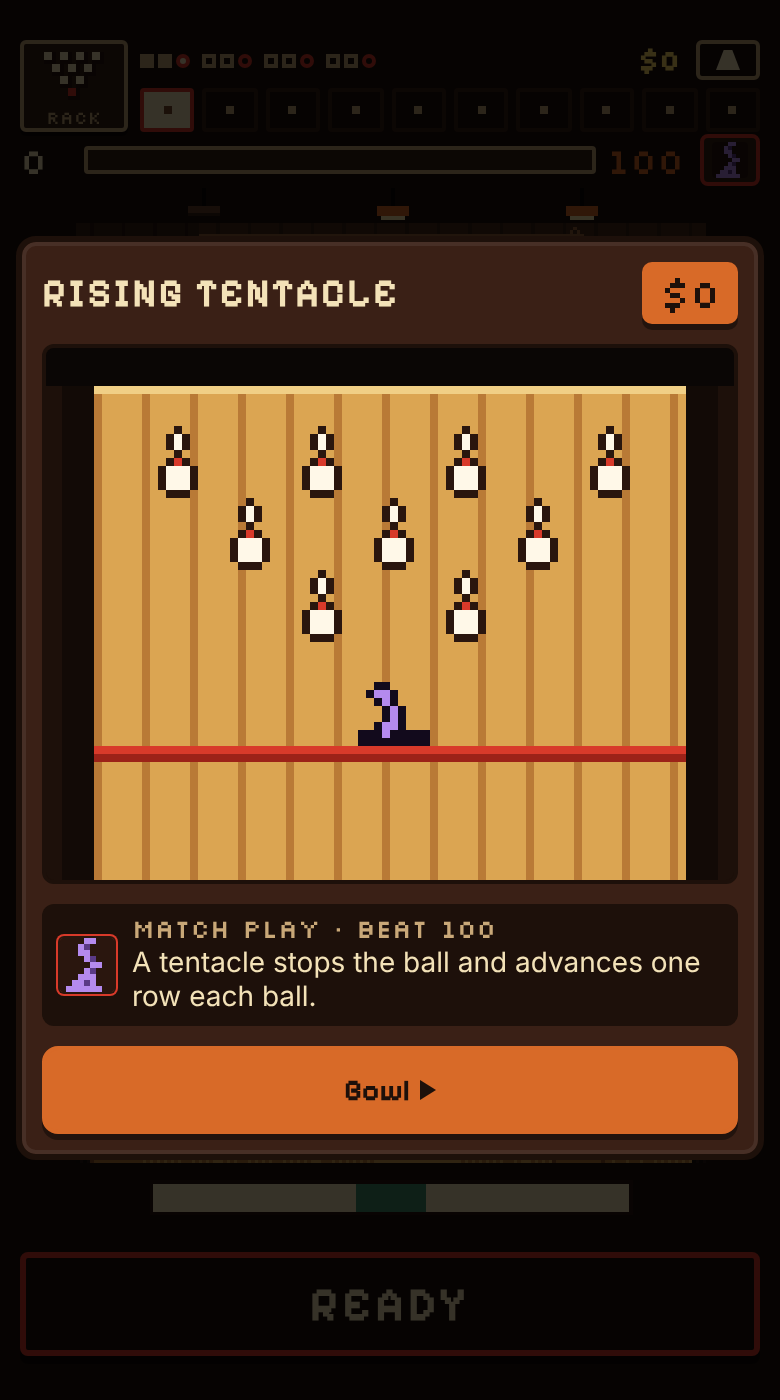 $0
RACK
0
100
RISING TENTACLE
$0
MATCH PLAY · BEAT 100
A tentacle stops the ball and advances one
row each ball.
Bowl ▶
READY